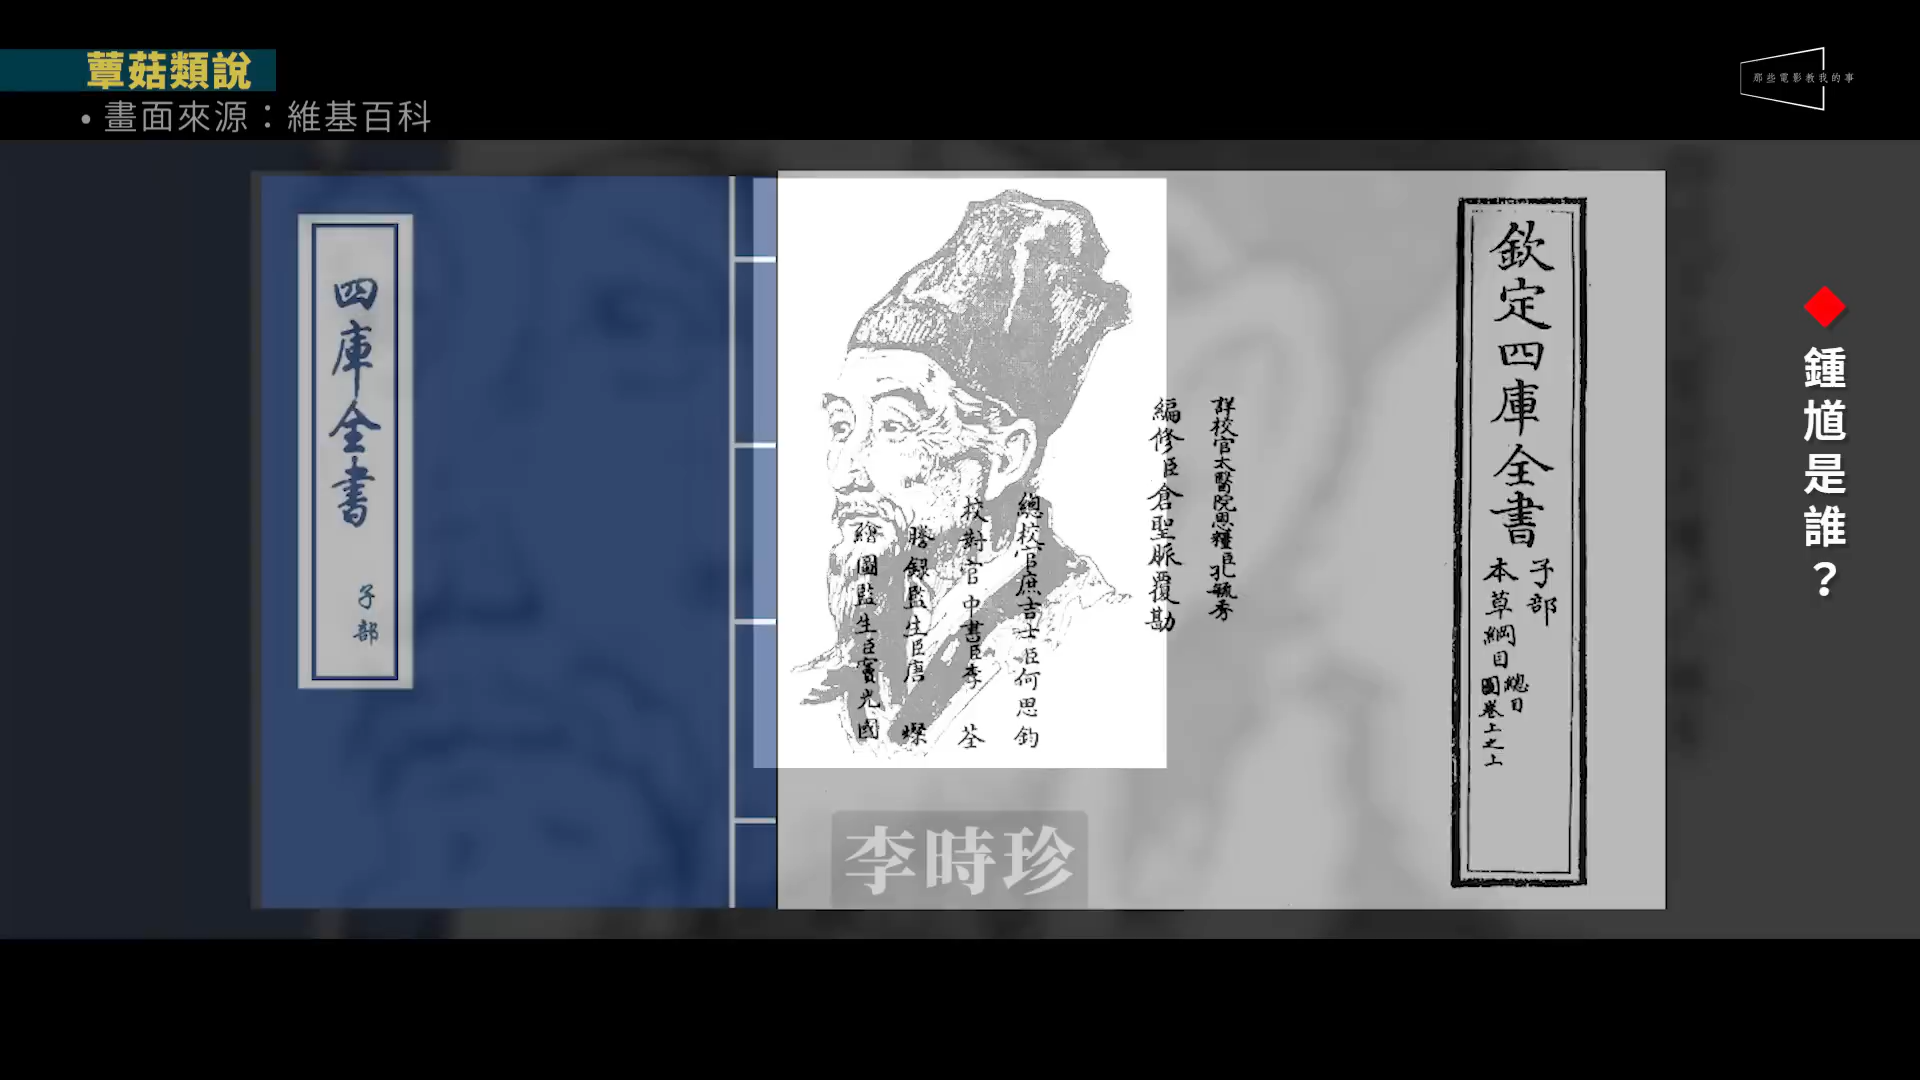 蕈菇類說
• 畫面來源：維基百科
那些電影教我的事
鍾馗是誰？
四庫全書
子部
欽定四庫全書
子部
本草綱目
總目
圖卷上之上
詳校官太醫院恩糧臣孔毓秀
編修臣倉聖脈覆勘
總校官庶吉士臣何思鈞
校對官中書臣李荃
謄錄監生臣唐燦
繪圖監生臣竇光國
李時珍